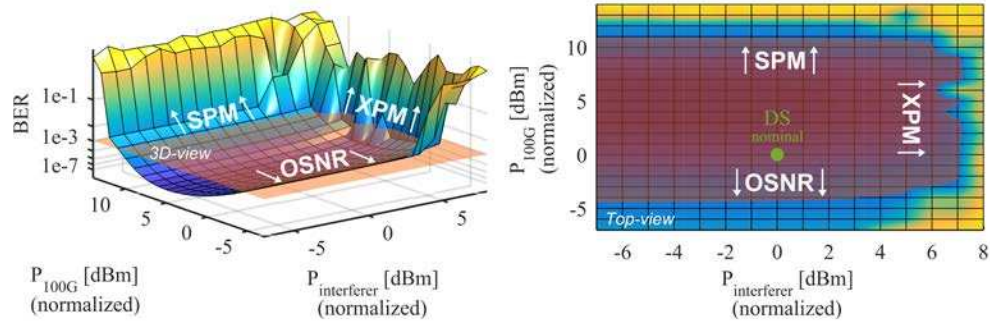 BER
1e-1
1e-3
1e-7
↑SPM↑
↑XPM↑
3D-view
→OSNR→
10
5
0
-5
-5
0
5
P100G [dBm]
(normalized)
Pinterferer [dBm]
(normalized)
P100G [dBm]
(normalized)
10
5
0
-5
↑SPM↑
↑XPM↑
DS
nominal
↓OSNR↓
Top-view
-6
-4
-2
0
2
4
6
8
Pinterferer [dBm]
(normalized)